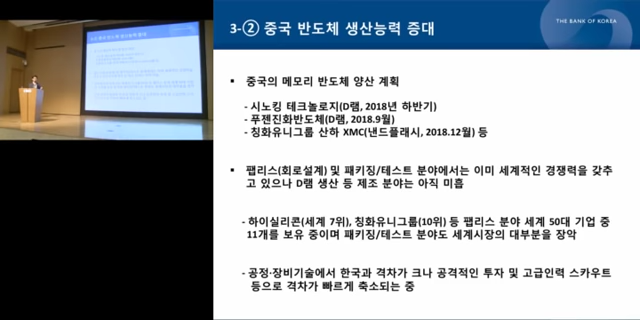 3-② 중국 반도체 생산능력 증대
THE BANK OF KOREA
▪ 중국의 메모리 반도체 양산 계획
- 시노킹 테크놀로지(D램, 2018년 하반기)
- 푸젠진화반도체(D램, 2018.9월)
- 칭화유니그룹 산하 XMC(낸드플래시, 2018.12월) 등
▪ 팹리스(회로설계) 및 패키징/테스트 분야에서는 이미 세계적인 경쟁력을 갖추
고 있으나 D램 생산 등 제조 분야는 아직 미흡
- 하이실리콘(세계 7위), 칭화유니그룹(10위) 등 팹리스 분야 세계 50대 기업 중
11개를 보유 중이며 패키징/테스트 분야도 세계시장의 대부분을 장악
- 공정·장비기술에서 한국과 격차가 크나 공격적인 투자 및 고급인력 스카우트
등으로 격차가 빠르게 축소되는 중